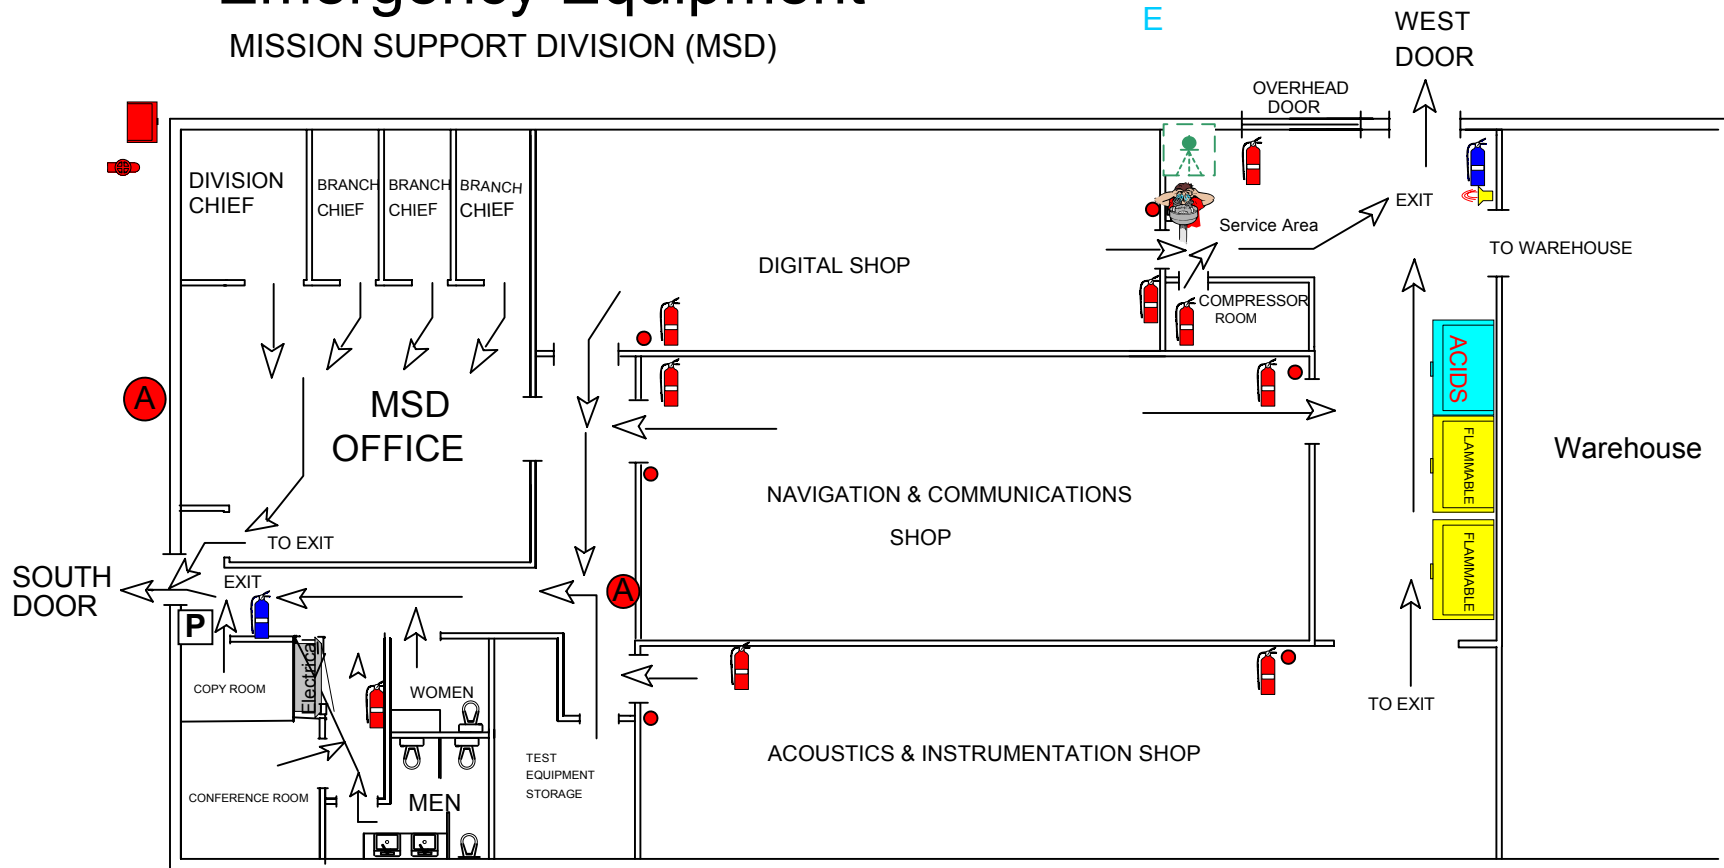 Emergency Equipment
MISSION SUPPORT DIVISION (MSD)
E
WEST
DOOR
OVERHEAD
DOOR
DIVISION
CHIEF
BRANCH
CHIEF
BRANCH
CHIEF
BRANCH
CHIEF
EXIT
Service Area
TO WAREHOUSE
DIGITAL SHOP
COMPRESSOR
ROOM
ACIDS
A
MSD
OFFICE
FLAMMABLE
Warehouse
NAVIGATION & COMMUNICATIONS
SHOP
TO EXIT
FLAMMABLE
SOUTH
DOOR
EXIT
A
P
Electrical
COPY ROOM
WOMEN
TO EXIT
ACOUSTICS & INSTRUMENTATION SHOP
TEST
EQUIPMENT
STORAGE
CONFERENCE ROOM
MEN